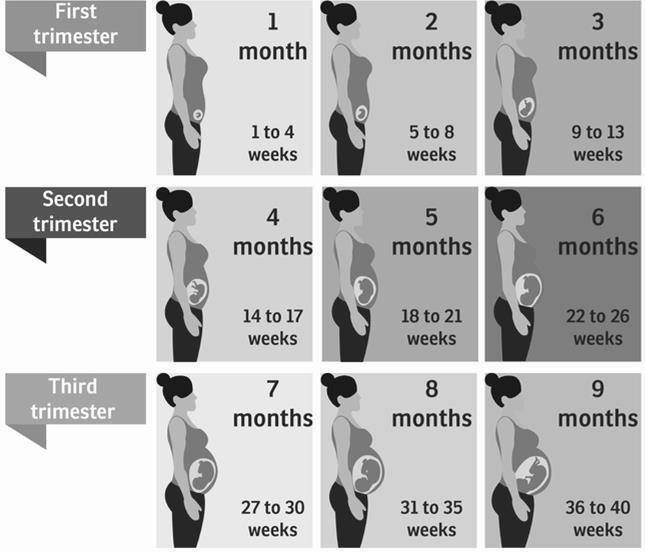 First
trimester
1
month
1 to 4
weeks
2
months
5 to 8
weeks
3
months
9 to 13
weeks
Second
trimester
4
months
14 to 17
weeks
5
months
18 to 21
weeks
6
months
22 to 26
weeks
Third
trimester
7
months
27 to 30
weeks
8
months
31 to 35
weeks
9
months
36 to 40
weeks